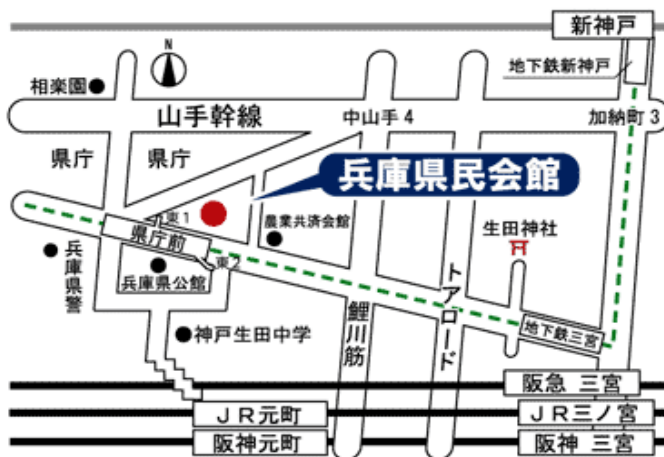 新神戸
N
地下鉄新神戸
相楽園
山手幹線
中山手4
加納町3
県庁
県庁
兵庫県民会館
東1
農業共済会館
生田神社
県庁前
東2
兵庫県警
兵庫県公館
トアロード
地下鉄三宮
鯉川筋
神戸生田中学
阪急 三宮
JR元町
JR三ノ宮
阪神元町
阪神 三宮